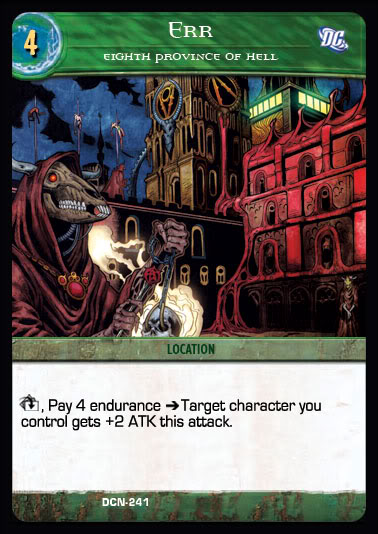 4
Err
Eighth Province of Hell
DC
LOCATION
, Pay 4 endurance ➔ Target character you
control gets +2 ATK this attack.
DCN-241